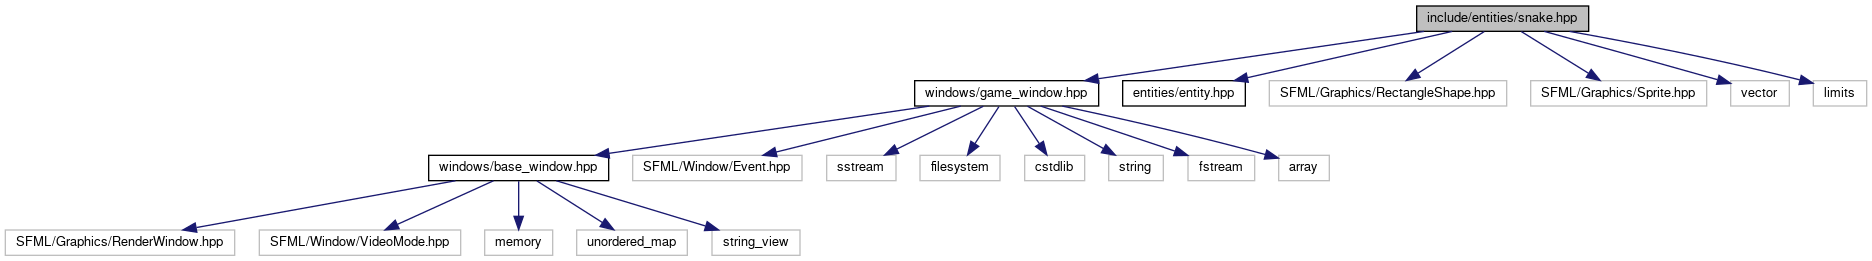 include/entities/snake.hpp
windows/game_window.hpp
entities/entity.hpp
SFML/Graphics/RectangleShape.hpp
SFML/Graphics/Sprite.hpp
vector
limits
windows/base_window.hpp
SFML/Window/Event.hpp
sstream
filesystem
cstdlib
string
fstream
array
SFML/Graphics/RenderWindow.hpp
SFML/Window/VideoMode.hpp
memory
unordered_map
string_view